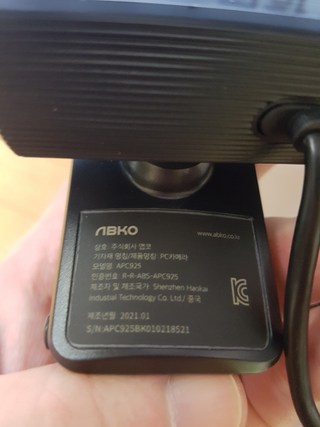 ABKO
www.abko.co.kr
상호: 주식회사 앱코
기자재 명칭/제품명칭: PC카메라
모델명: APC925
인증번호: R-R-ABS-APC925
제조자 및 제조국가: Shenzhen Haokai
Industial Technology Co. Ltd./ 중국
제조년월: 2021.01
S/N:APC925BK010218521